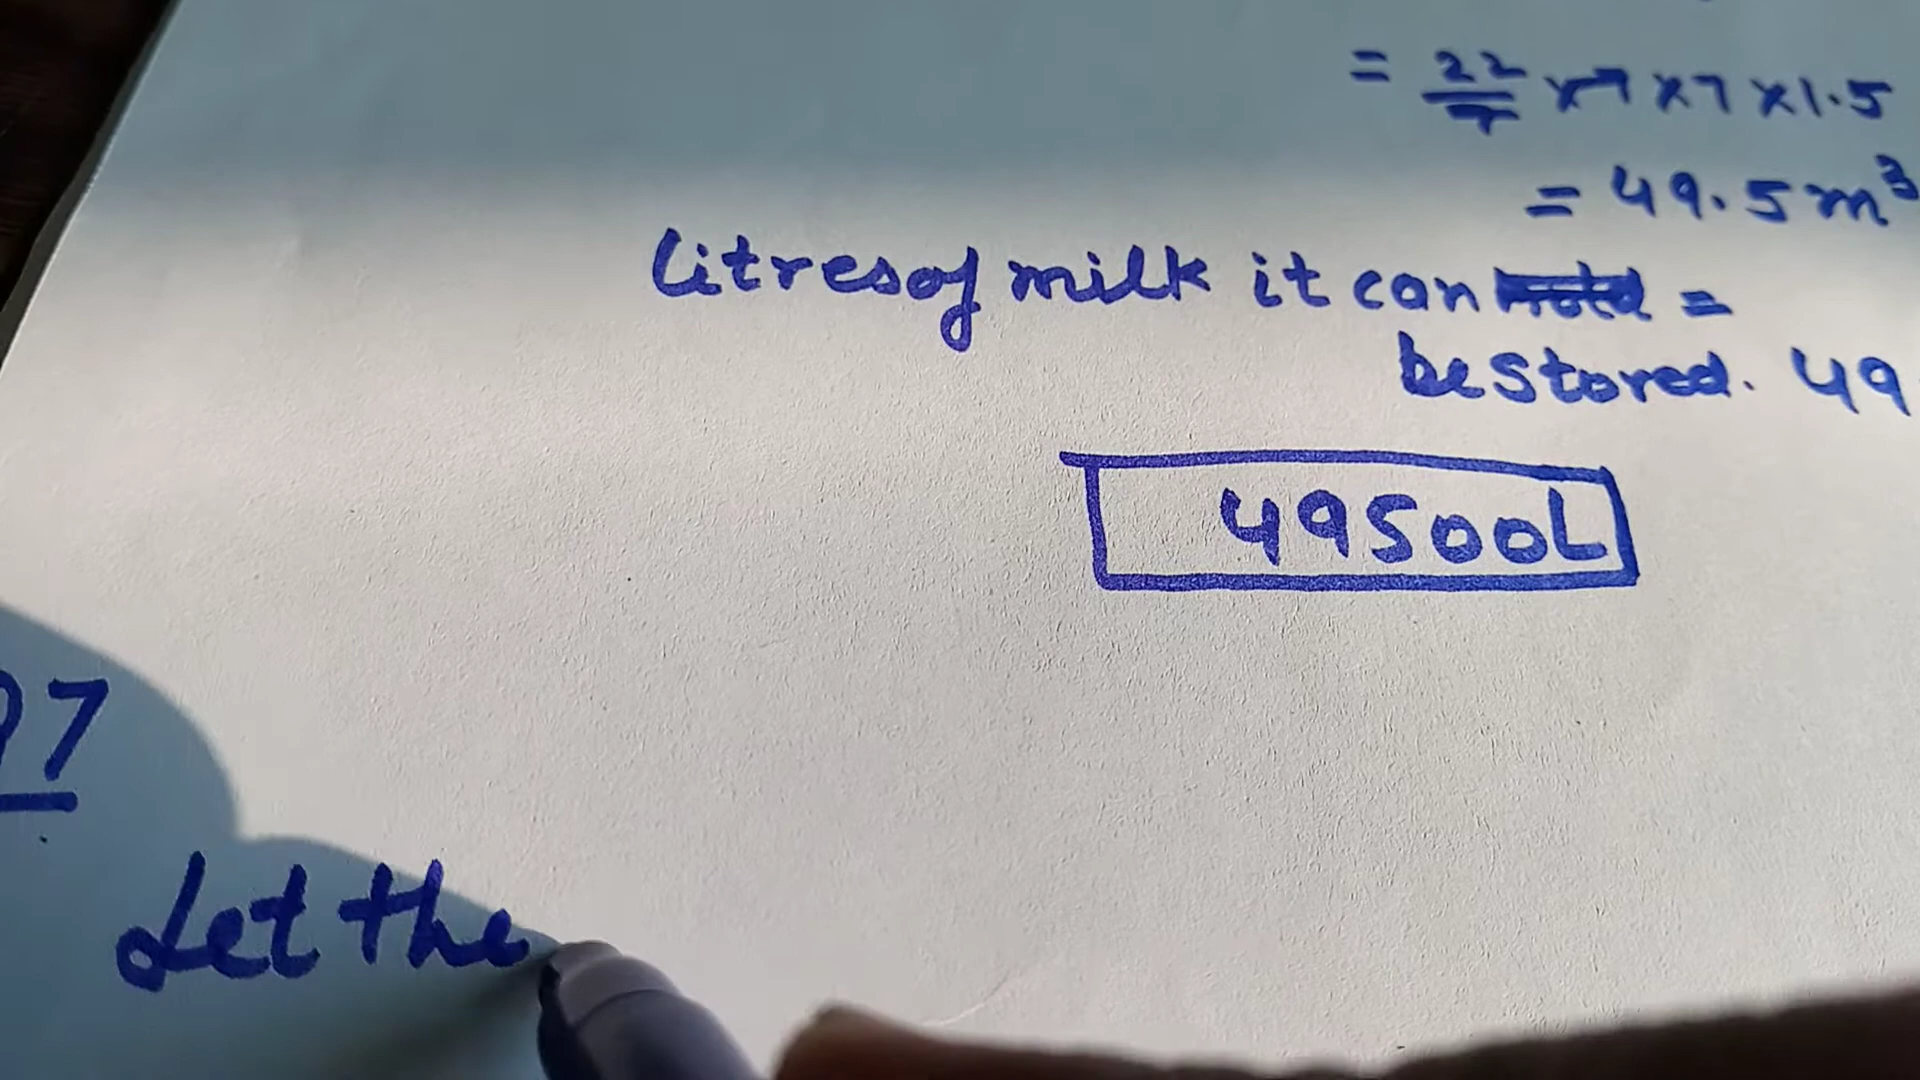 = 22/7 x 7 x 7 x 1.5
= 49.5 m³
litres of milk it can =
be stored. 49
49500L
Q7
Let the